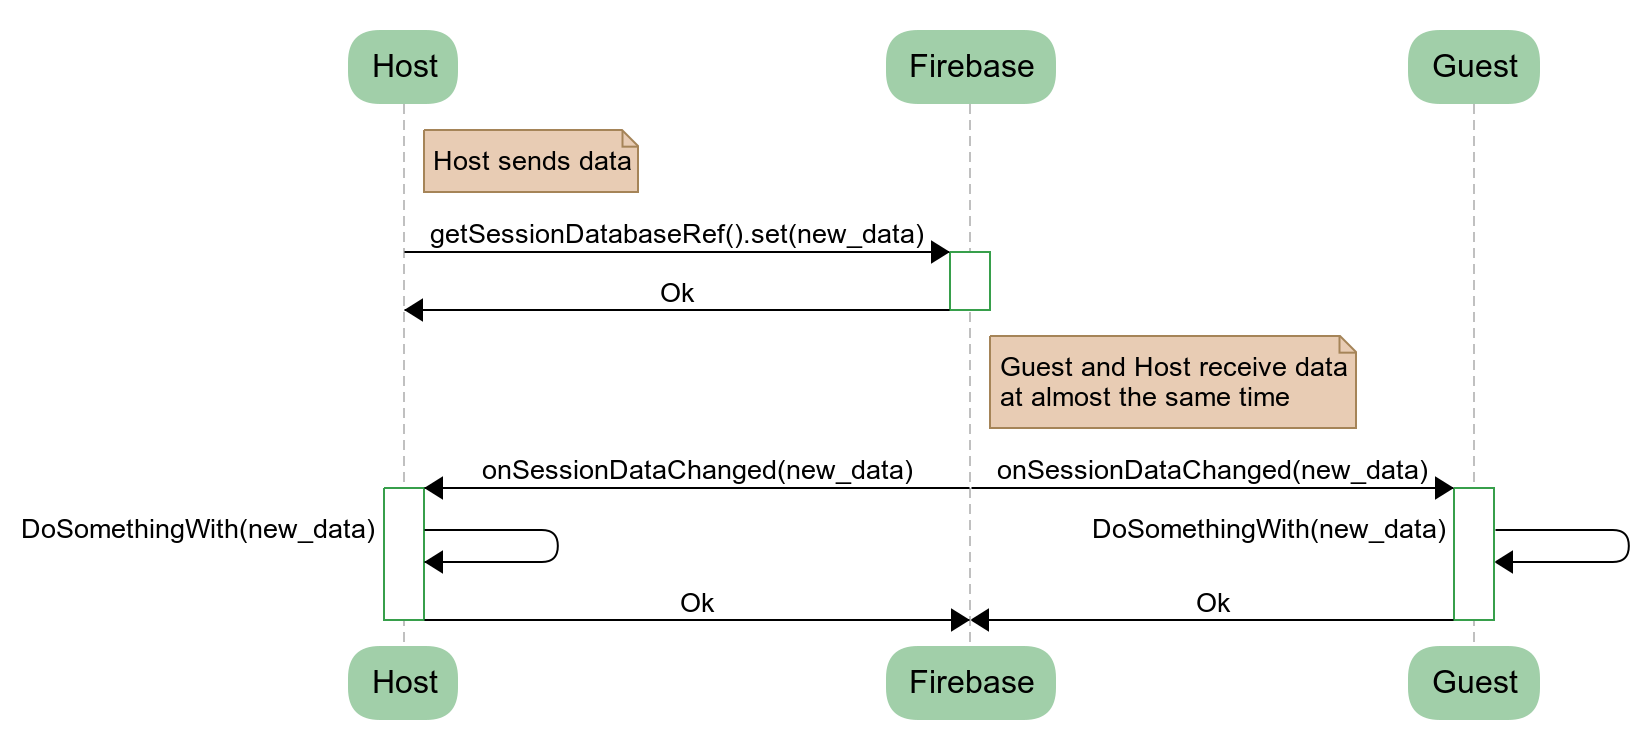 Host
Firebase
Guest
Host sends data
getSessionDatabaseRef().set(new_data)
Ok
Guest and Host receive data
at almost the same time
onSessionDataChanged(new_data)
onSessionDataChanged(new_data)
DoSomethingWith(new_data)
DoSomethingWith(new_data)
Ok
Ok
Host
Firebase
Guest